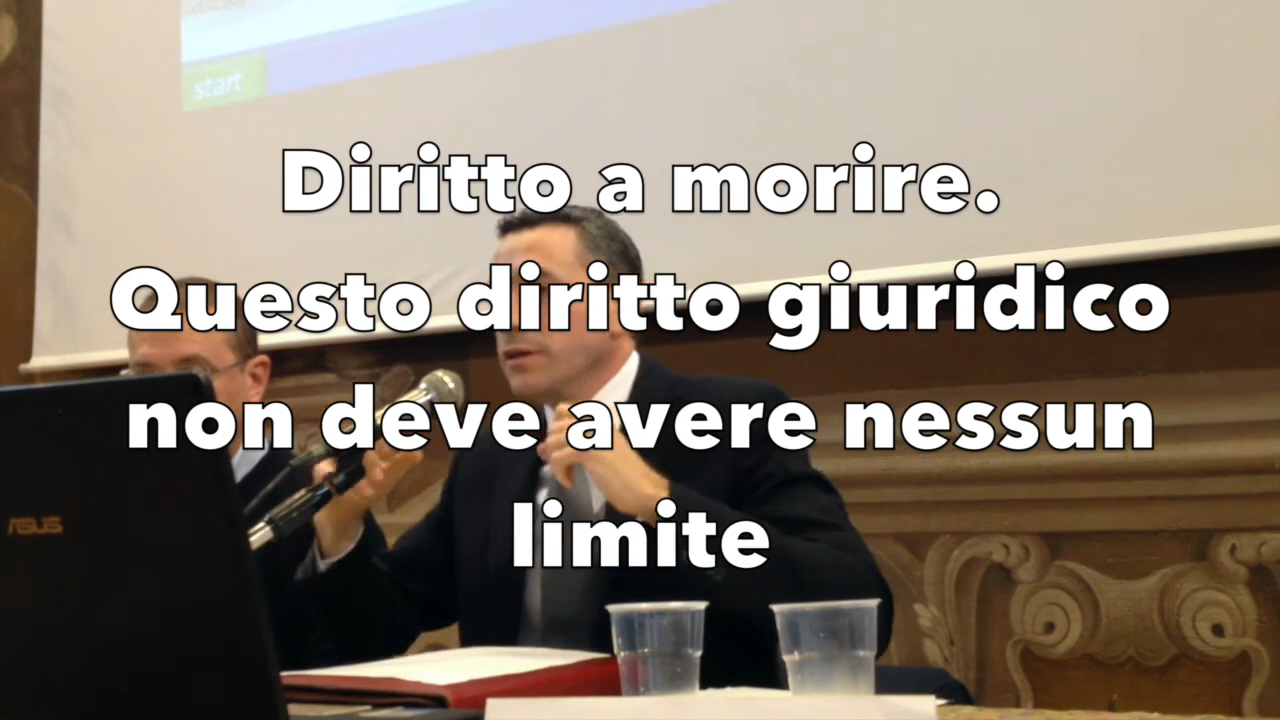 start
Diritto a morire.
Questo diritto giuridico
non deve avere nessun
limite
ASUS